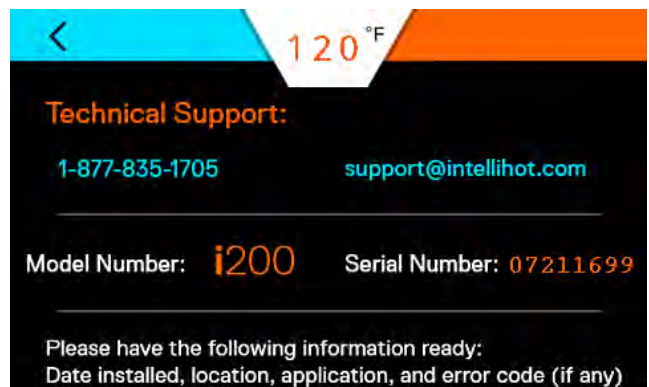 120 °F
Technical Support:
1-877-835-1705 support@intellihot.com
Model Number: i200 Serial Number: 07211699
Please have the following information ready:
Date installed, location, application, and error code (if any)